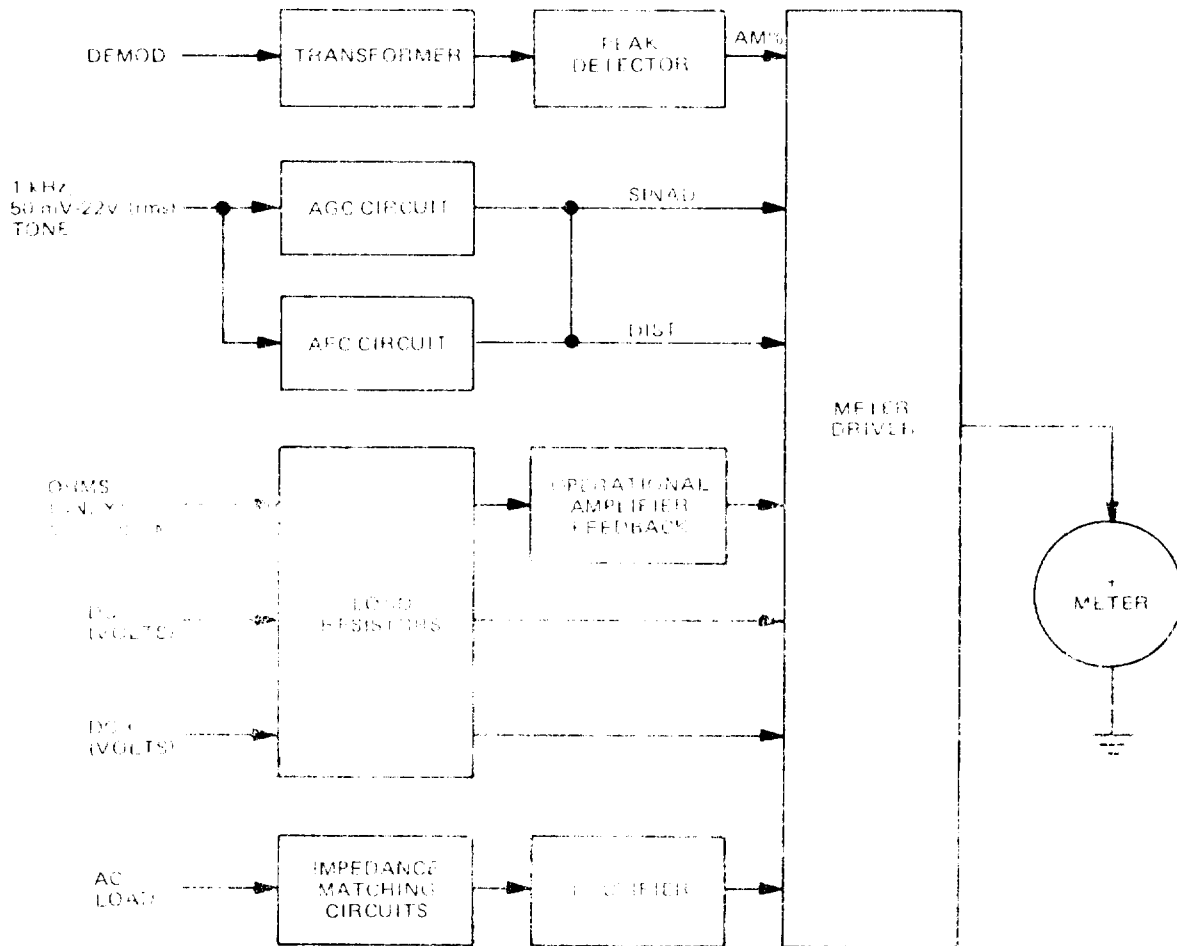 DEMOD
TRANSFORMER
PEAK
DETECTOR
AM%
1 kHz,
50 mV-22V (rms)
TONE
AGC CIRCUIT
SINAD
AFC CIRCUIT
DIST
METER
DRIVER
OHMS
OPERATIONAL
AMPLIFIER
FEEDBACK
LOAD
RESISTORS
(VOLTS)
(VOLTS)
+
METER
AC
LOAD
IMPEDANCE
MATCHING
CIRCUITS